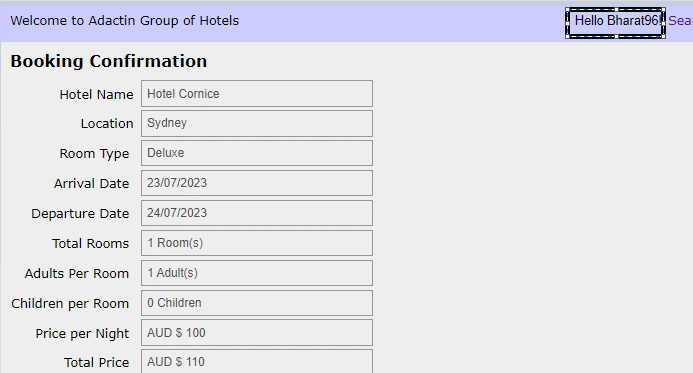 Welcome to Adactin Group of Hotels Hello Bharat96! Sear
Booking Confirmation
Hotel Name Hotel Cornice
Location Sydney
Room Type Deluxe
Arrival Date 23/07/2023
Departure Date 24/07/2023
Total Rooms 1 Room(s)
Adults Per Room 1 Adult(s)
Children per Room 0 Children
Price per Night AUD $ 100
Total Price AUD $ 110